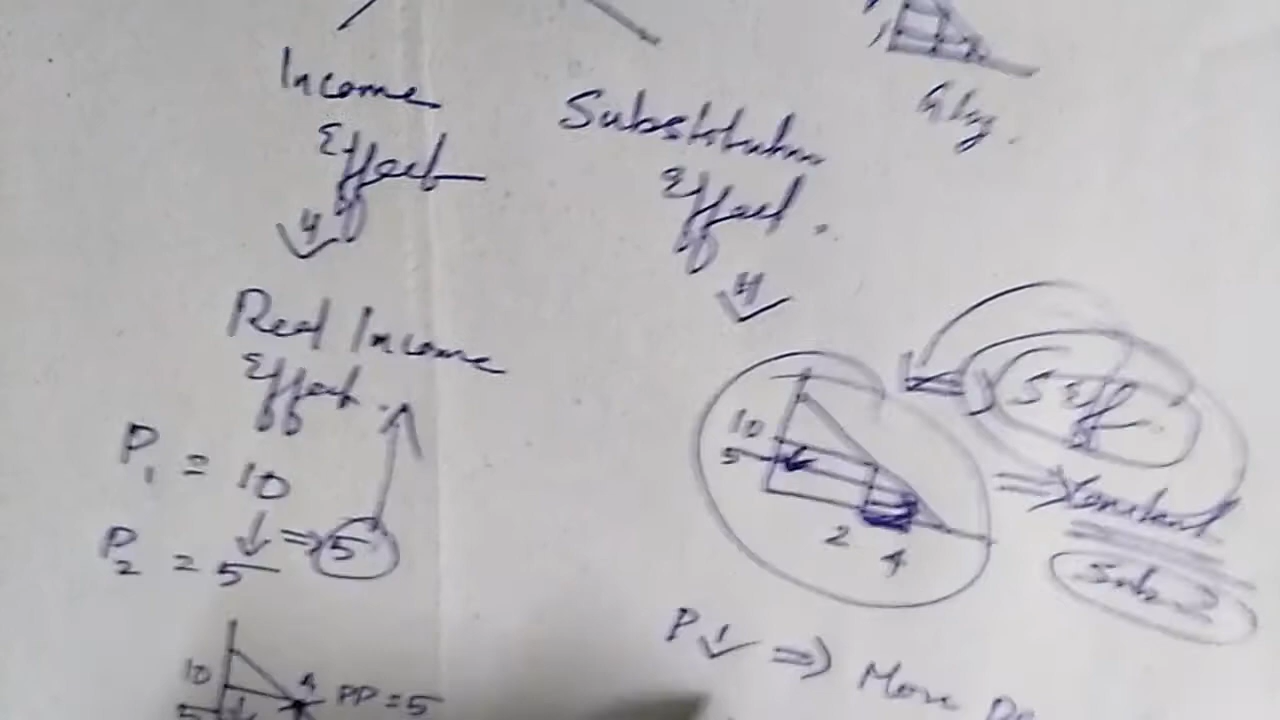 Income
Effect
Substitution
Effect.
Real Income
Effect.
P1 = 10
P2 = 5 => 5
10
5
2
4
S Eff.
=> Constant
P↓ => More
10
5
PP = 5